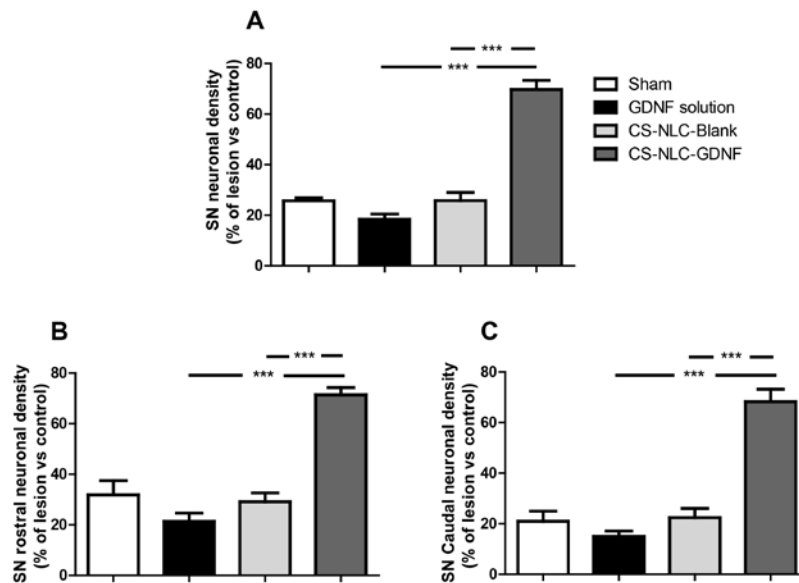 A
SN neuronal density
(% of lesion vs control)
80
60
40
20
0
***
***
Sham
GDNF solution
CS-NLC-Blank
CS-NLC-GDNF
B
SN rostral neuronal density
(% of lesion vs control)
80
60
40
20
0
***
***
C
SN Caudal neuronal density
(% of lesion vs control)
80
60
40
20
0
***
***